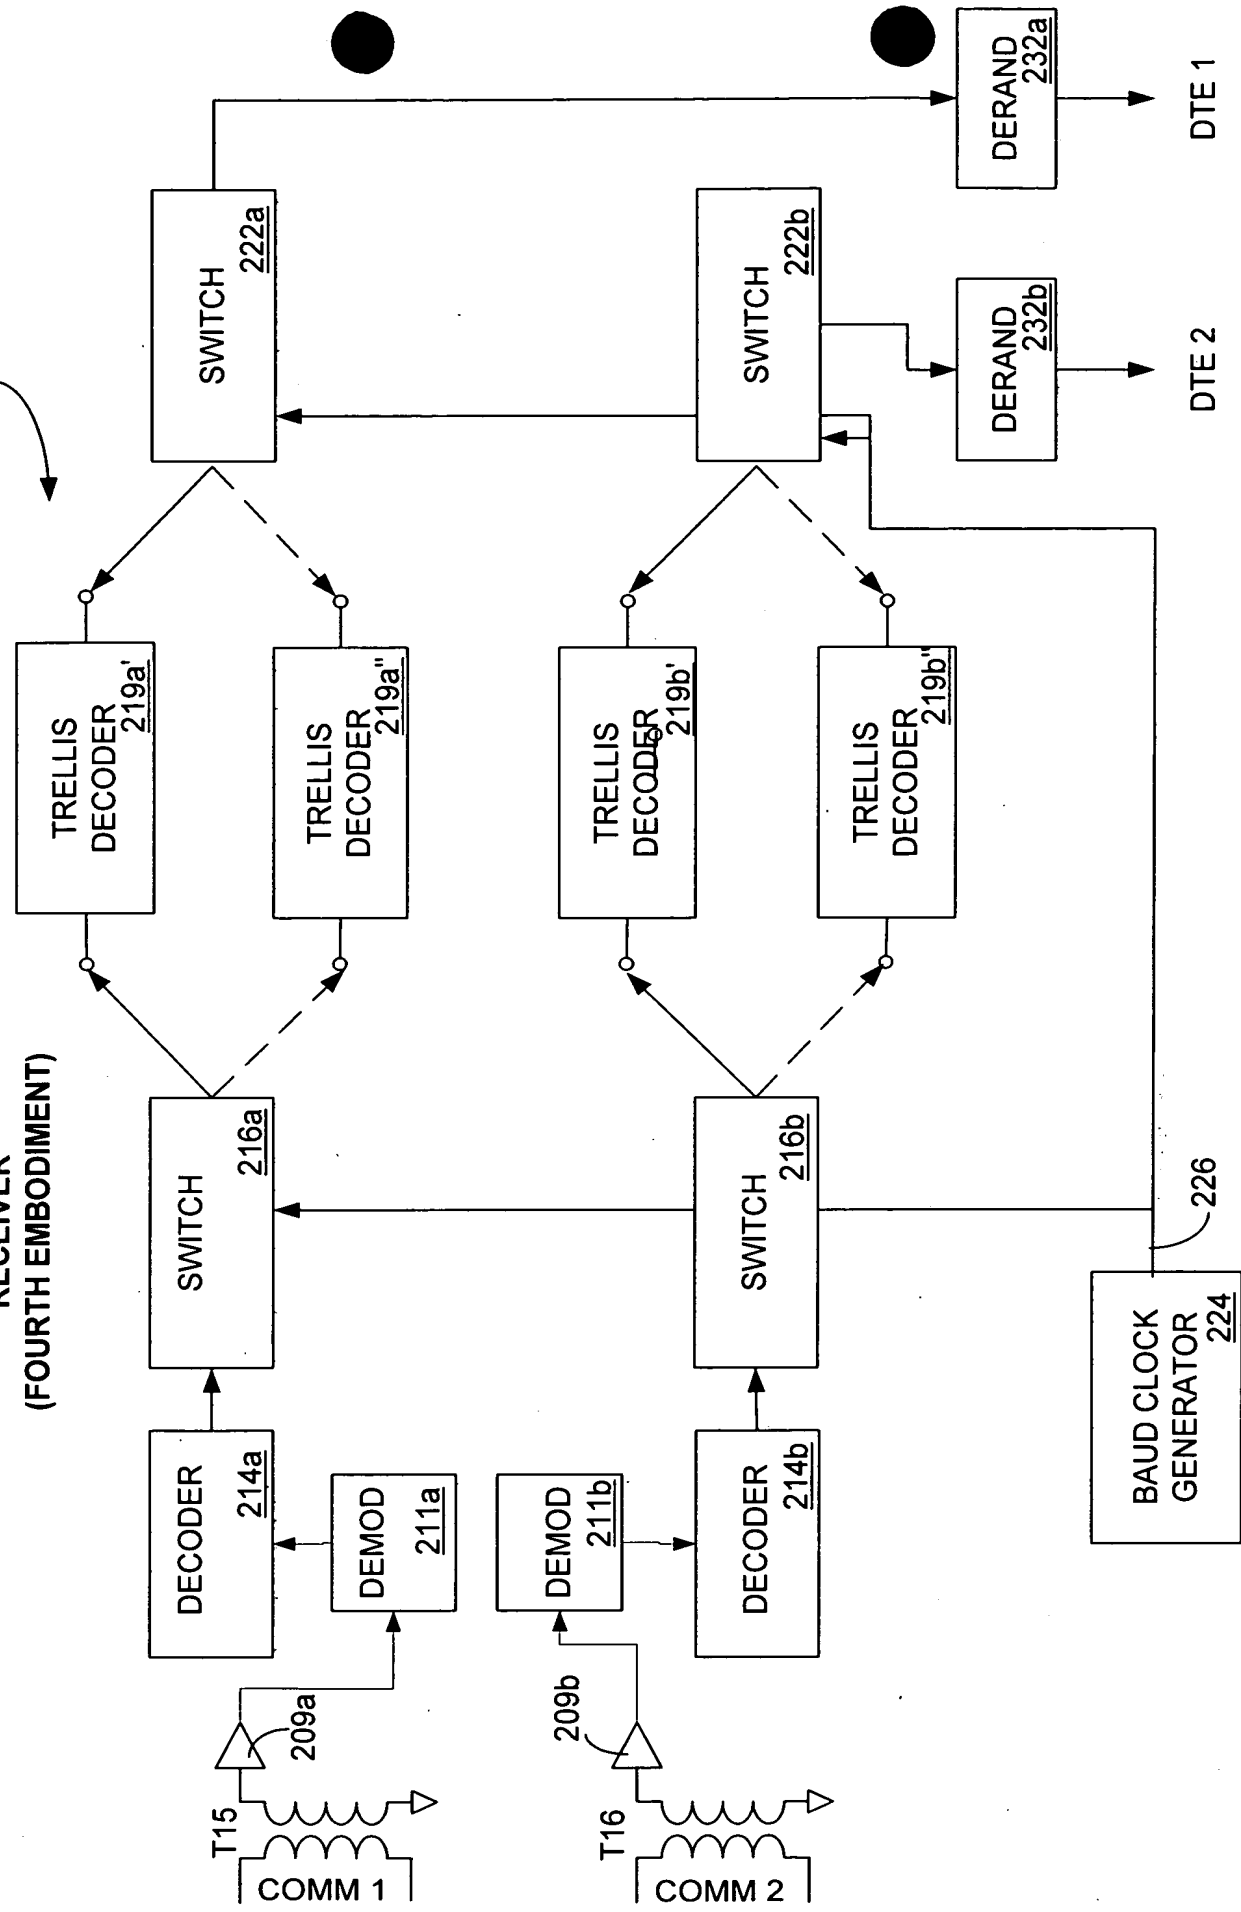 RECEIVER
(FOURTH EMBODIMENT)
COMM 1
T15
209a
DEMOD
211a
DECODER
214a
SWITCH
216a
TRELLIS
DECODER
219a'
TRELLIS
DECODER
219a"
SWITCH
222a
COMM 2
T16
209b
DEMOD
211b
DECODER
214b
SWITCH
216b
TRELLIS
DECODER
219b'
TRELLIS
DECODER
219b"
SWITCH
222b
BAUD CLOCK
GENERATOR
224
226
DERAND
232b
DTE 2
DERAND
232a
DTE 1